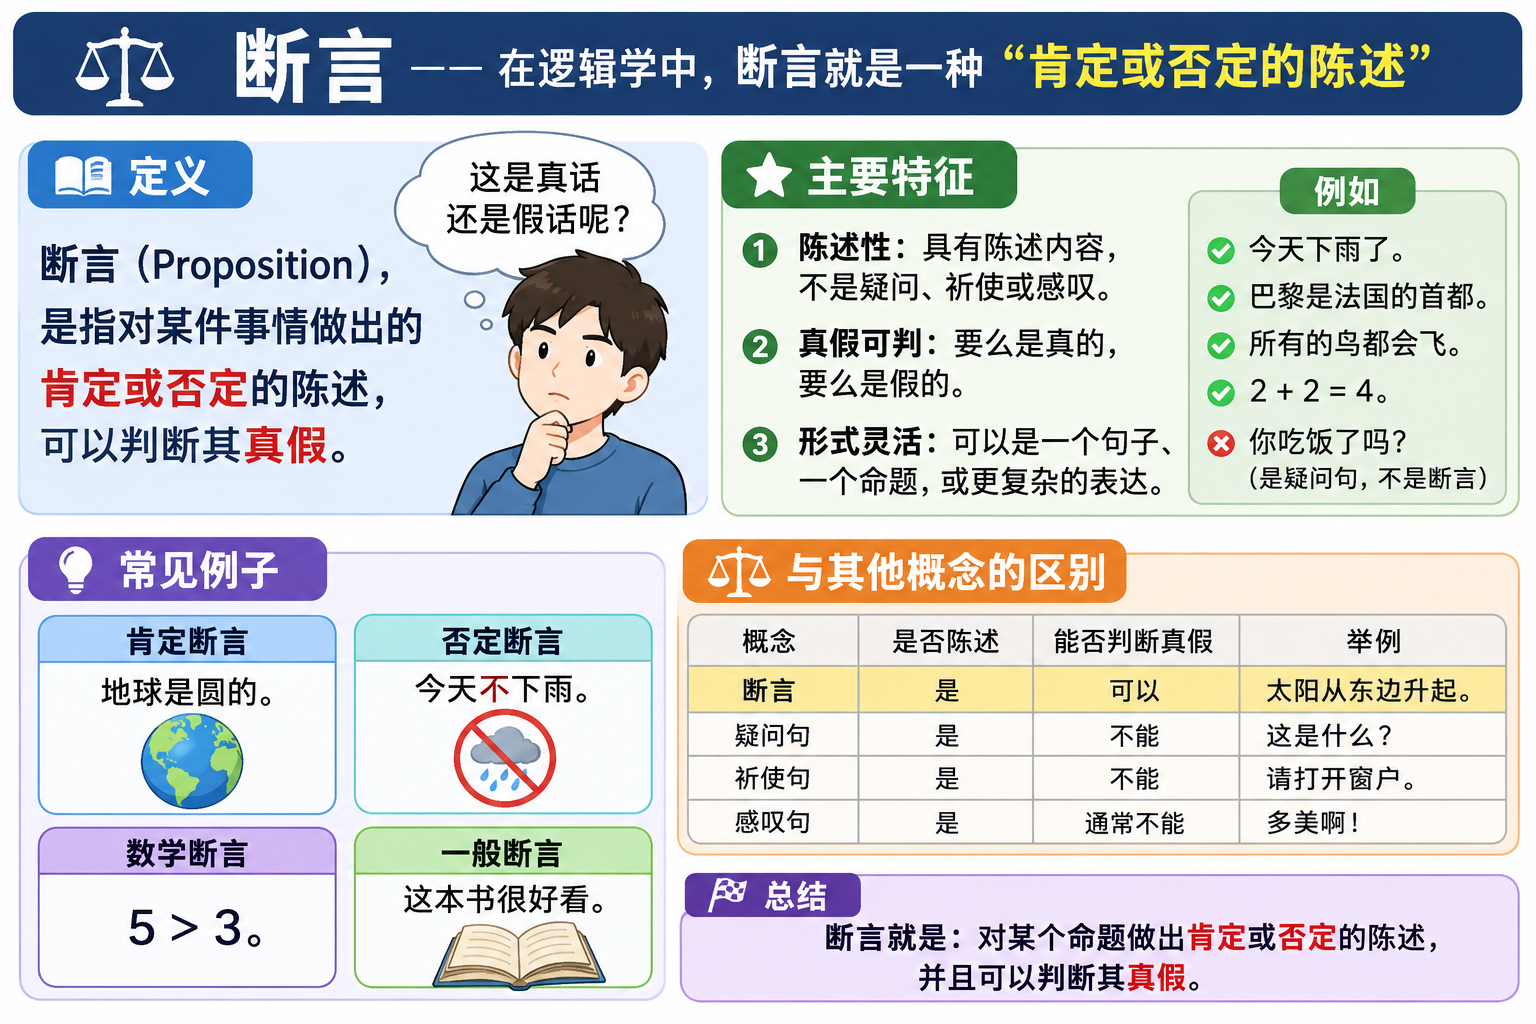 断言 —— 在逻辑学中，断言就是一种“肯定或否定的陈述”
定义
这是真话
还是假话呢？
断言（Proposition），
是指对某件事情做出的
肯定或否定的陈述，
可以判断其真假。
主要特征
1 陈述性：具有陈述内容，
不是疑问、祈使或感叹。
2 真假可判：要么是真的，
要么是假的。
3 形式灵活：可以是一个句子、
一个命题，或更复杂的表达。
例如
今天下雨了。
巴黎是法国的首都。
所有的鸟都会飞。
2 + 2 = 4。
你吃饭了吗？
（是疑问句，不是断言）
常见例子
肯定断言
地球是圆的。
否定断言
今天不下雨。
数学断言
5 > 3。
一般断言
这本书很好看。
与其他概念的区别
概念 是否陈述 能否判断真假 举例
断言 是 可以 太阳从东边升起。
疑问句 是 不能 这是什么？
祈使句 是 不能 请打开窗户。
感叹句 是 通常不能 多美啊！
总结
断言就是：对某个命题做出肯定或否定的陈述，
并且可以判断其真假。